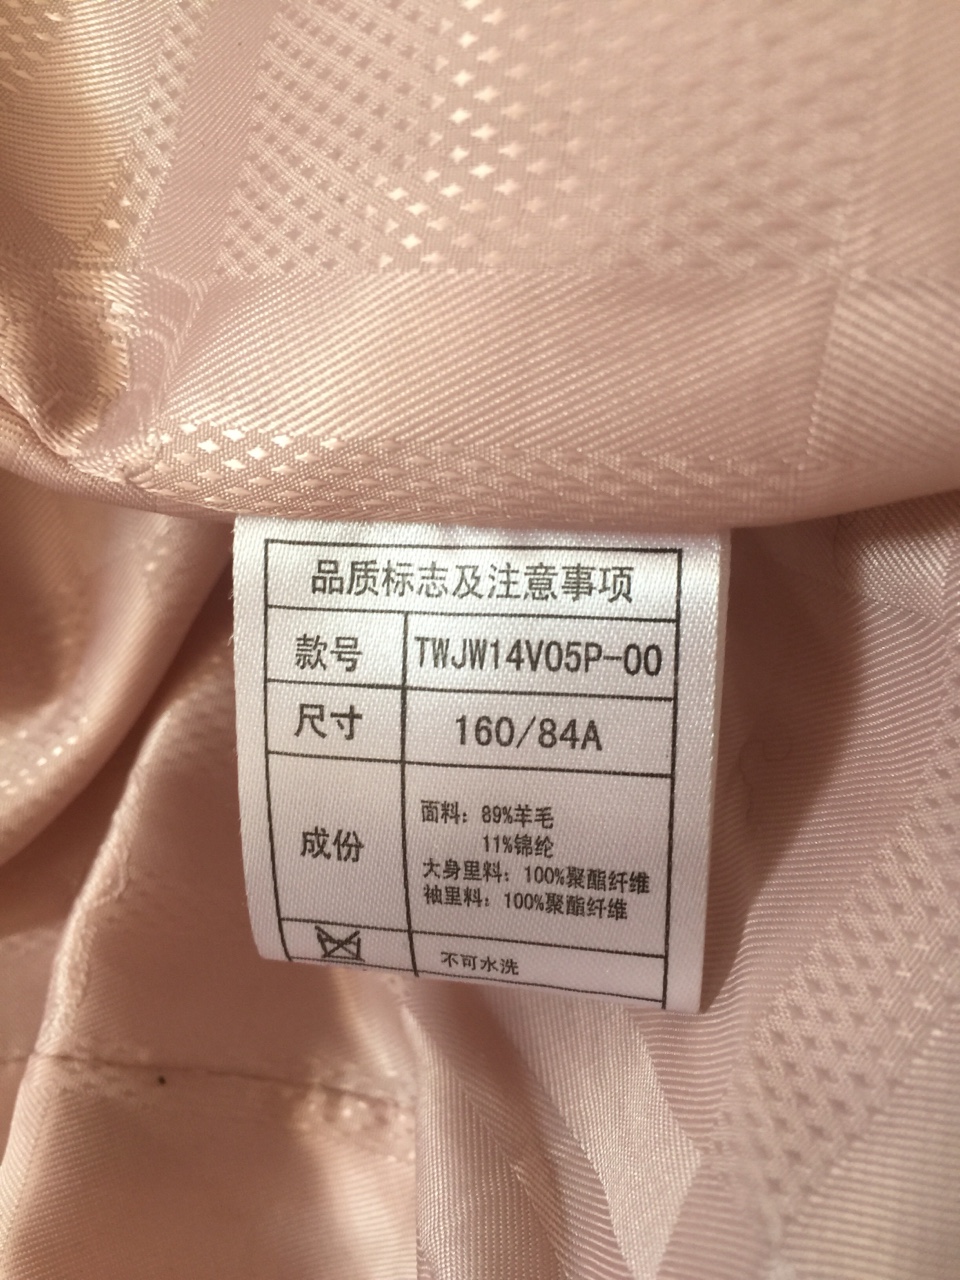 品质标志及注意事项
款号 TWJW14V05P-00
尺寸 160/84A
成份
面料：89%羊毛
11%锦纶
大身里料：100%聚酯纤维
袖里料：100%聚酯纤维
不可水洗